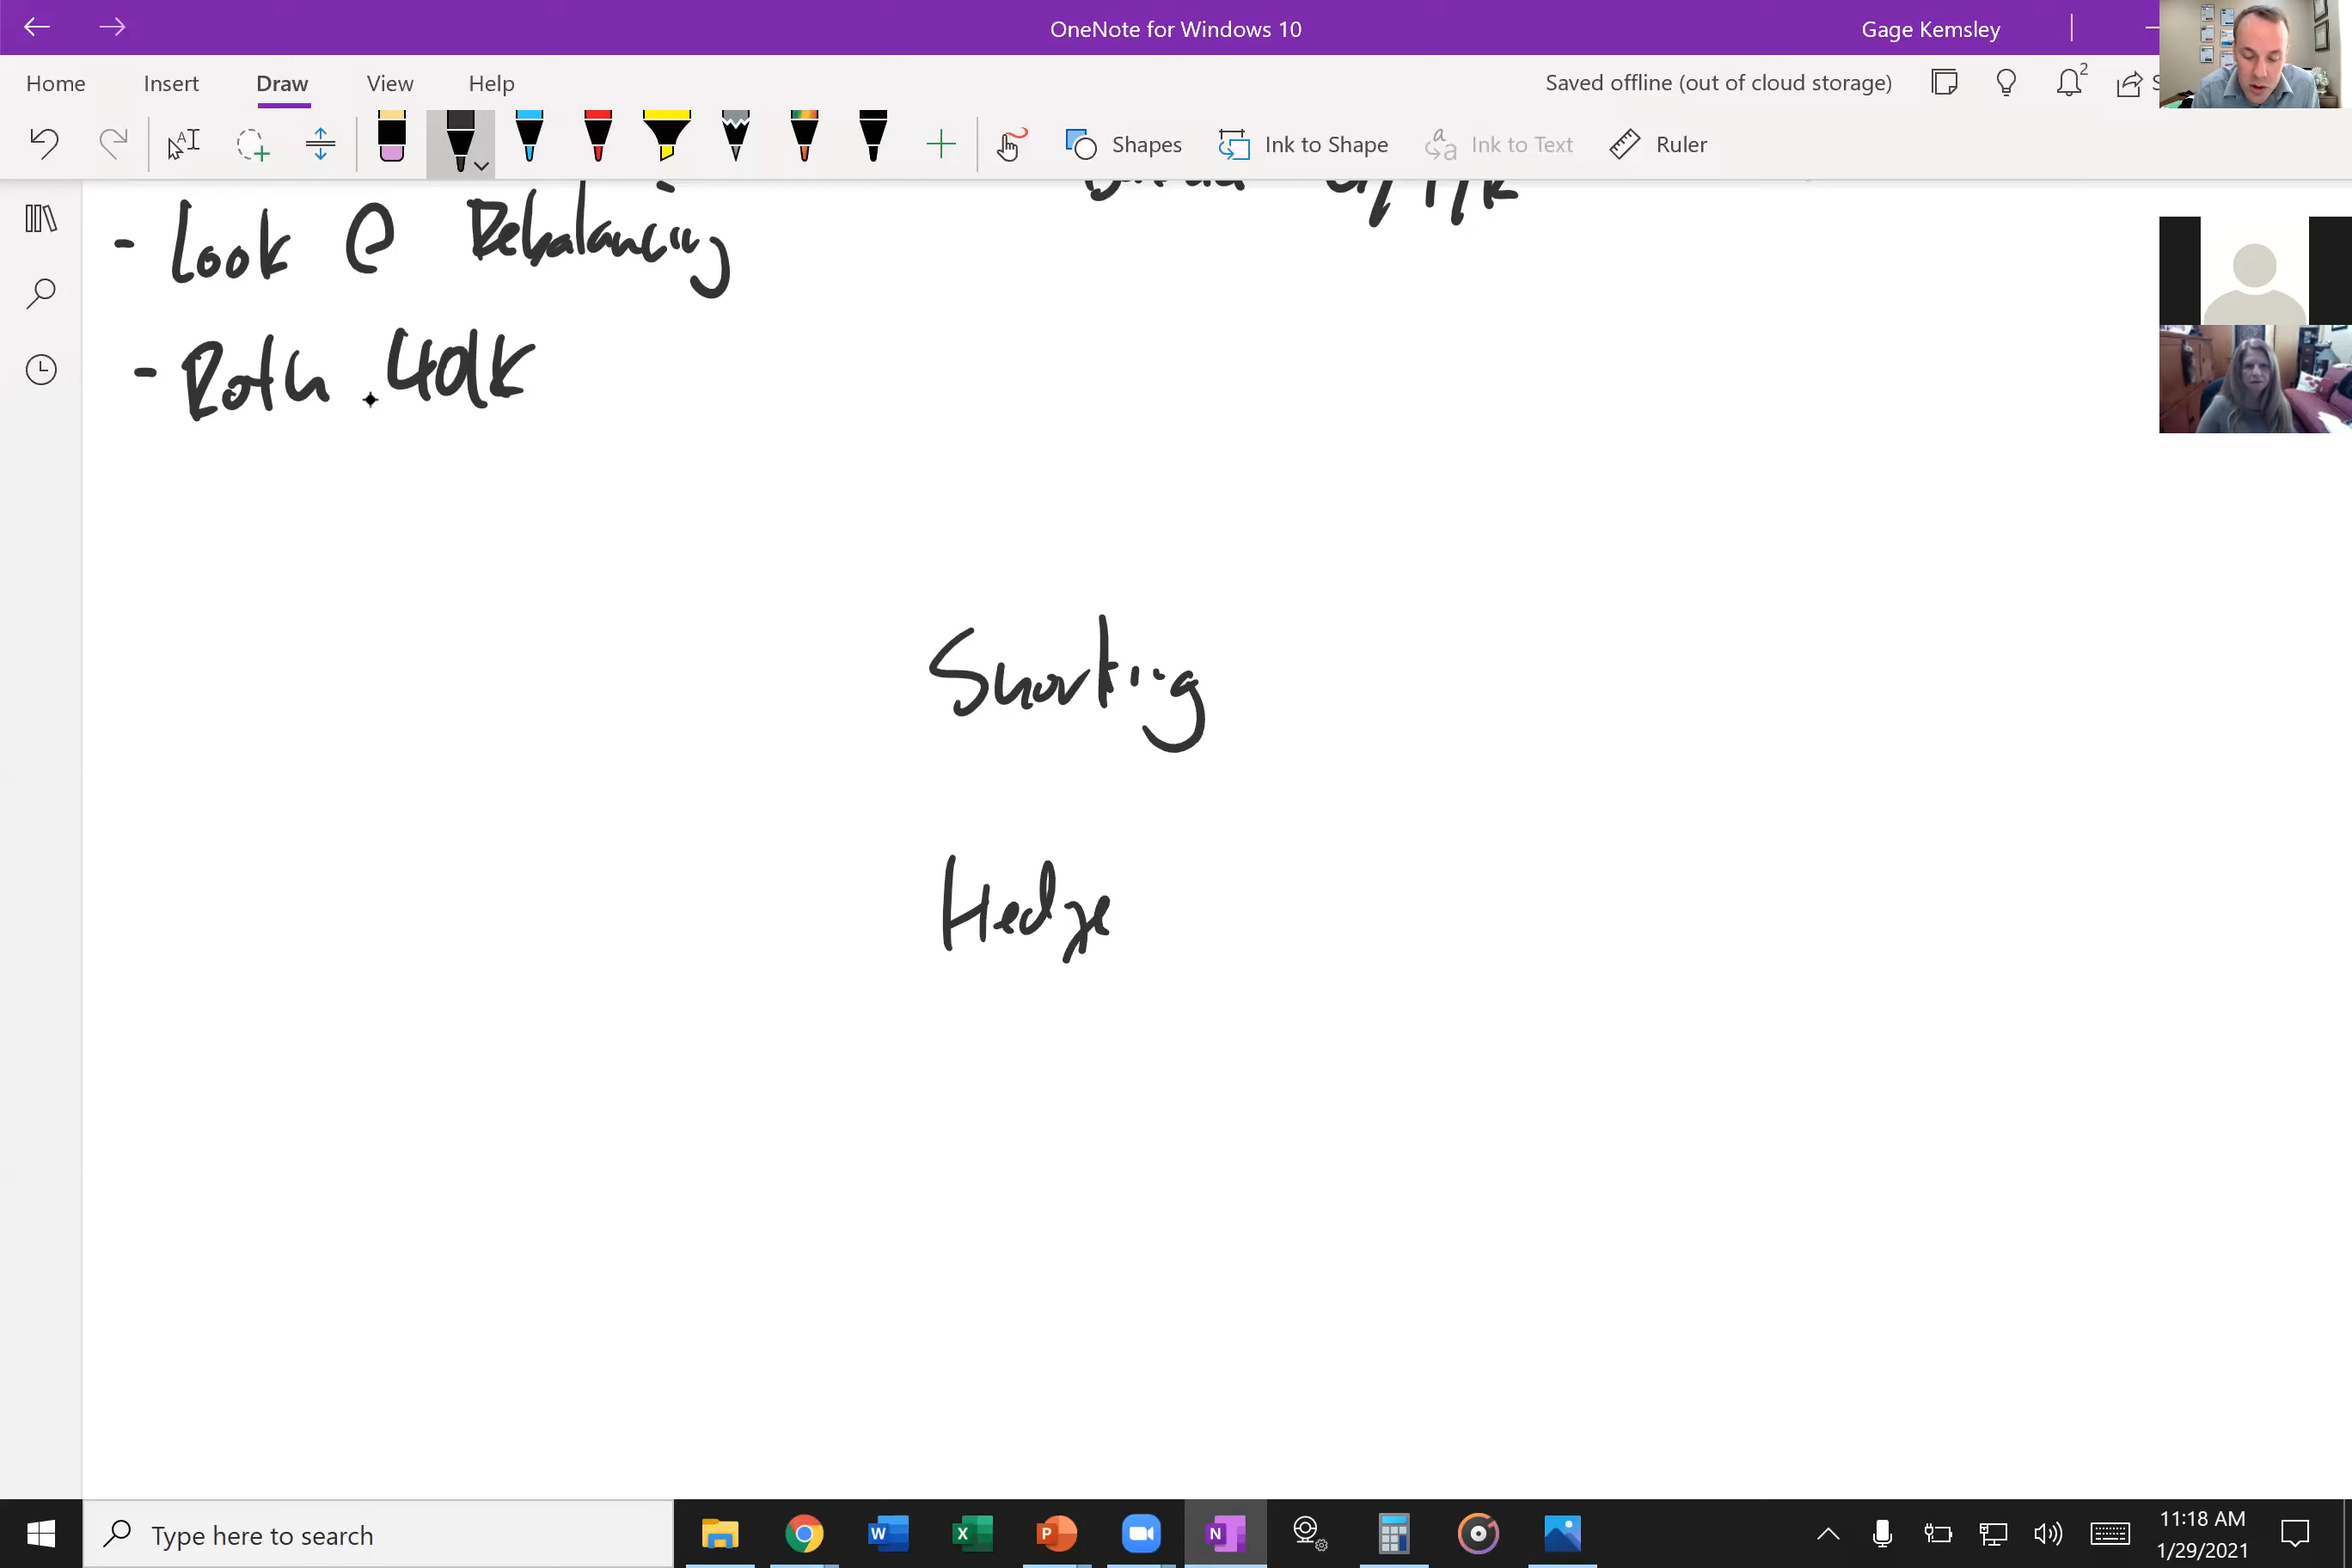 OneNote for Windows 10
Gage Kemsley
Home Insert Draw View Help
Saved offline (out of cloud storage)
2
S
Shapes
Ink to Shape
Ink to Text
Ruler
- Look @ Rebalancing
- Roth 401k
Shorting
Hedge
Type here to search
11:18 AM
1/29/2021